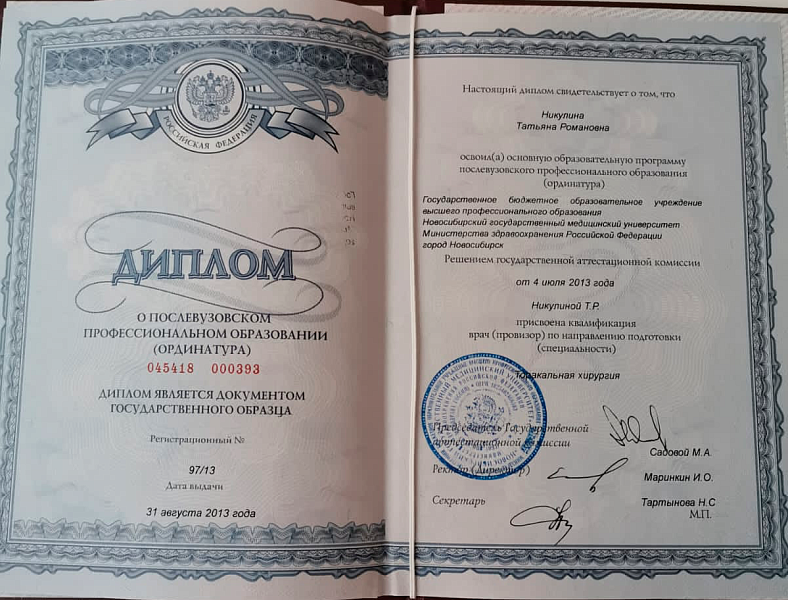 РОССИЙСКАЯ ФЕДЕРАЦИЯ
ДИПЛОМ
О ПОСЛЕВУЗОВСКОМ
ПРОФЕССИОНАЛЬНОМ ОБРАЗОВАНИИ
(ОРДИНАТУРА)
045418 000393
ДИПЛОМ ЯВЛЯЕТСЯ ДОКУМЕНТОМ
ГОСУДАРСТВЕННОГО ОБРАЗЦА
Регистрационный №
97/13
Дата выдачи
31 августа 2013 года
Настоящий диплом свидетельствует о том, что
Никулина
Татьяна Романовна
освоил(а) основную образовательную программу
послевузовского профессионального образования
(ординатура)
Государственное бюджетное образовательное учреждение
высшего профессионального образования
Новосибирский государственный медицинский университет
Министерства здравоохранения Российской Федерации
город Новосибирск
Решением государственной аттестационной комиссии
от 4 июля 2013 года
Никулиной Т.Р.
присвоена квалификация
врач (провизор) по направлению подготовки
(специальности)
Торакальная хирургия
Председатель Государственной
аттестационной комиссии
Садовой М.А.
Ректор (Директор)
Маринкин И.О.
Секретарь
Тартынова Н.С
М.П.